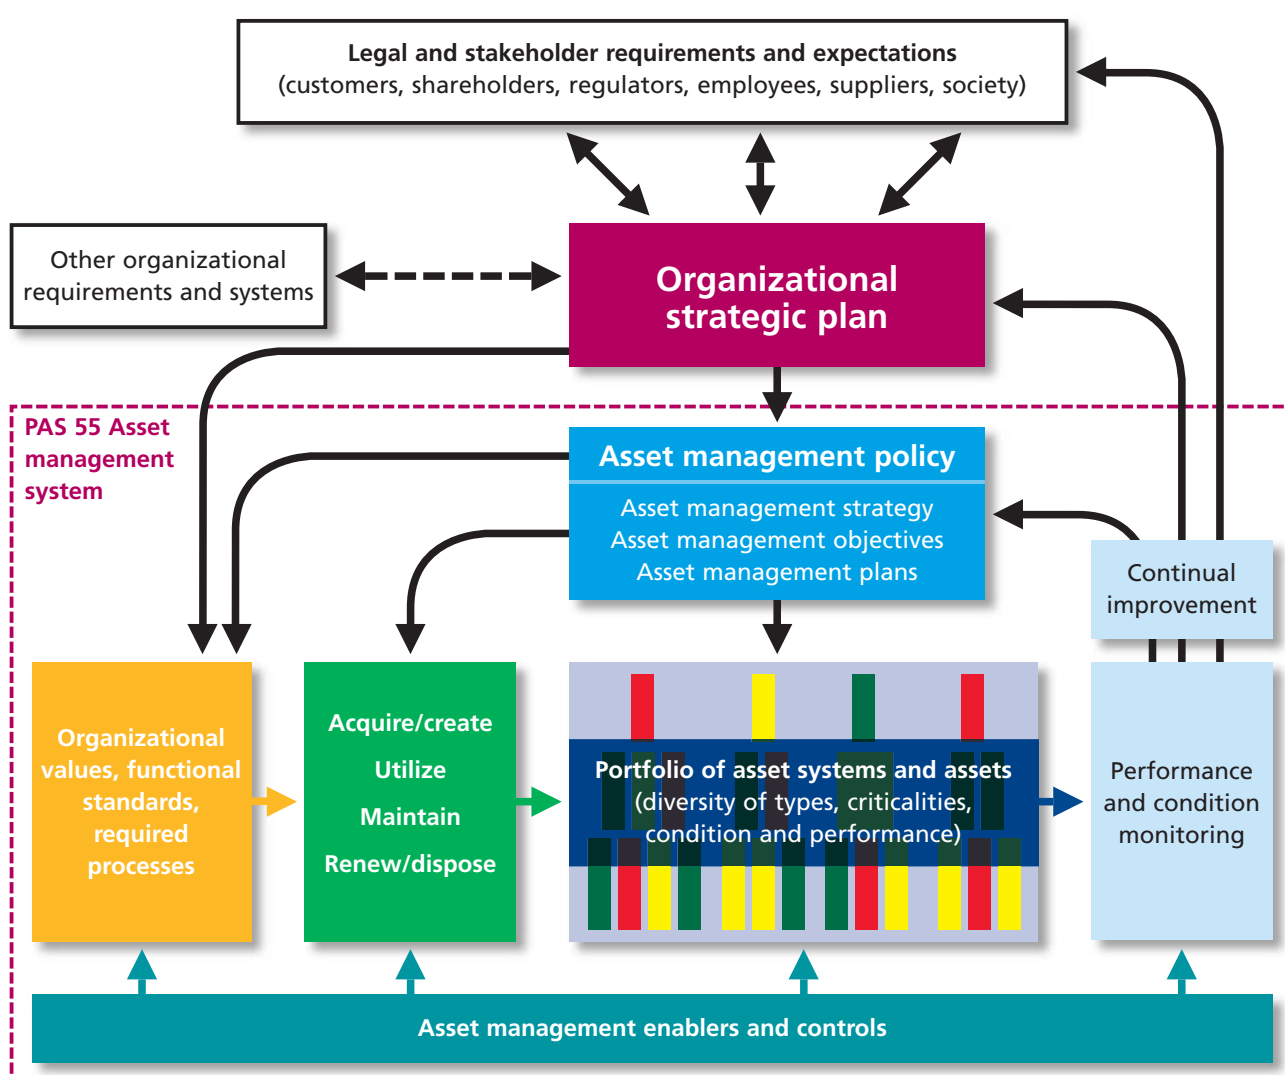 Legal and stakeholder requirements and expectations
(customers, shareholders, regulators, employees, suppliers, society)
Other organizational
requirements and systems
Organizational
strategic plan
PAS 55 Asset
management
system
Asset management policy
Asset management strategy
Asset management objectives
Asset management plans
Continual
improvement
Organizational
values, functional
standards,
required
processes
Acquire/create
Utilize
Maintain
Renew/dispose
Portfolio of asset systems and assets
(diversity of types, criticalities,
condition and performance)
Performance
and condition
monitoring
Asset management enablers and controls